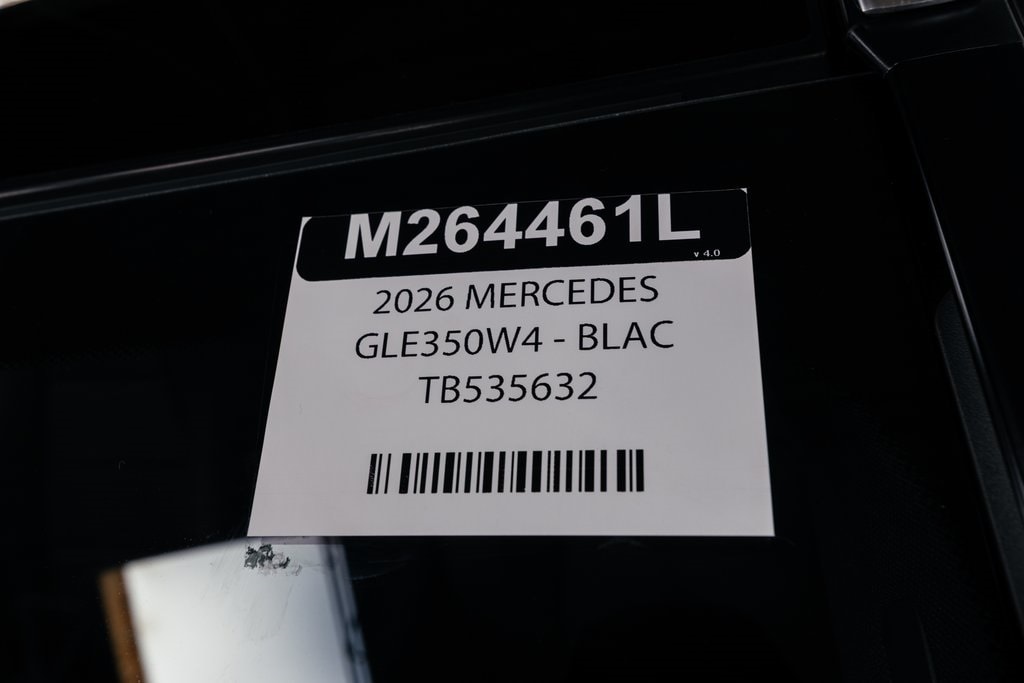 M264461L
v 4.0
2026 MERCEDES
GLE350W4 - BLAC
TB535632